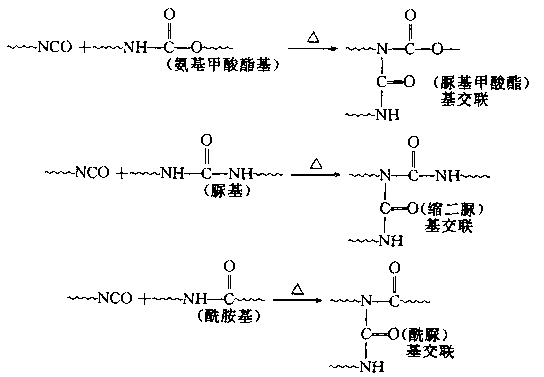 O
NCO + NH—C—O
(氨基甲酸酯基)
△
O
N—C—O
C=O
(脲基甲酸酯)
基交联
NH
O
NCO + NH—C—NH
(脲基)
△
O
N—C—NH
C=O(缩二脲)
基交联
NH
O
NCO + NH—C
(酰胺基)
△
O
N—C
C=O(酰脲)
基交联
NH